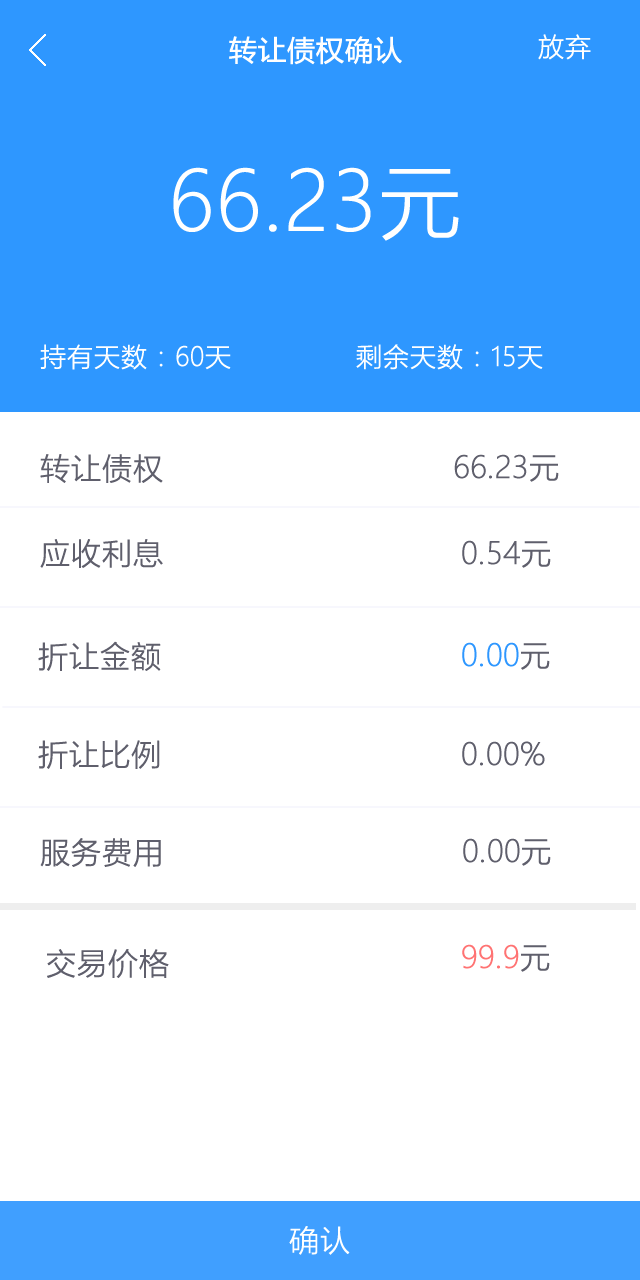 转让债权确认 放弃
66.23元
持有天数：60天 剩余天数：15天
转让债权 66.23元
应收利息 0.54元
折让金额 0.00元
折让比例 0.00%
服务费用 0.00元
交易价格 99.9元
确认